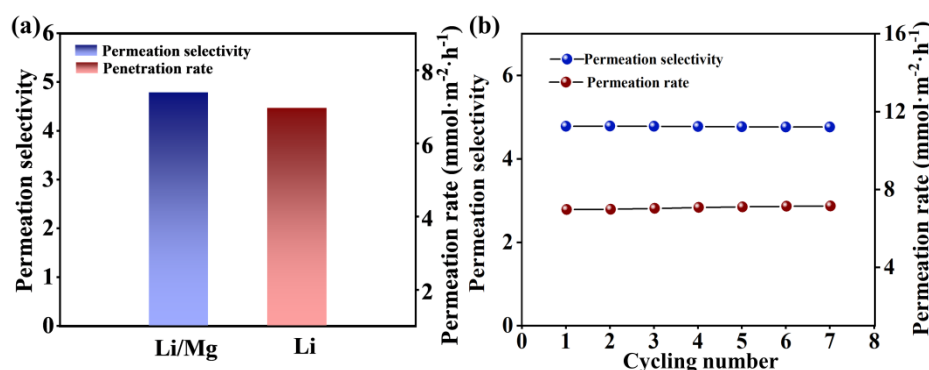 (a)
Permeation selectivity
6
5
4
3
2
1
0
Permeation selectivity
Penetration rate
Li/Mg
Li
8
6
4
2
Permeation rate (mmol·m⁻²·h⁻¹)
(b)
Permeation selectivity
6
4
2
0
Permeation selectivity
Permeation rate
0 1 2 3 4 5 6 7 8
Cycling number
16
12
8
4
Permeation rate (mmol·m⁻²·h⁻¹)